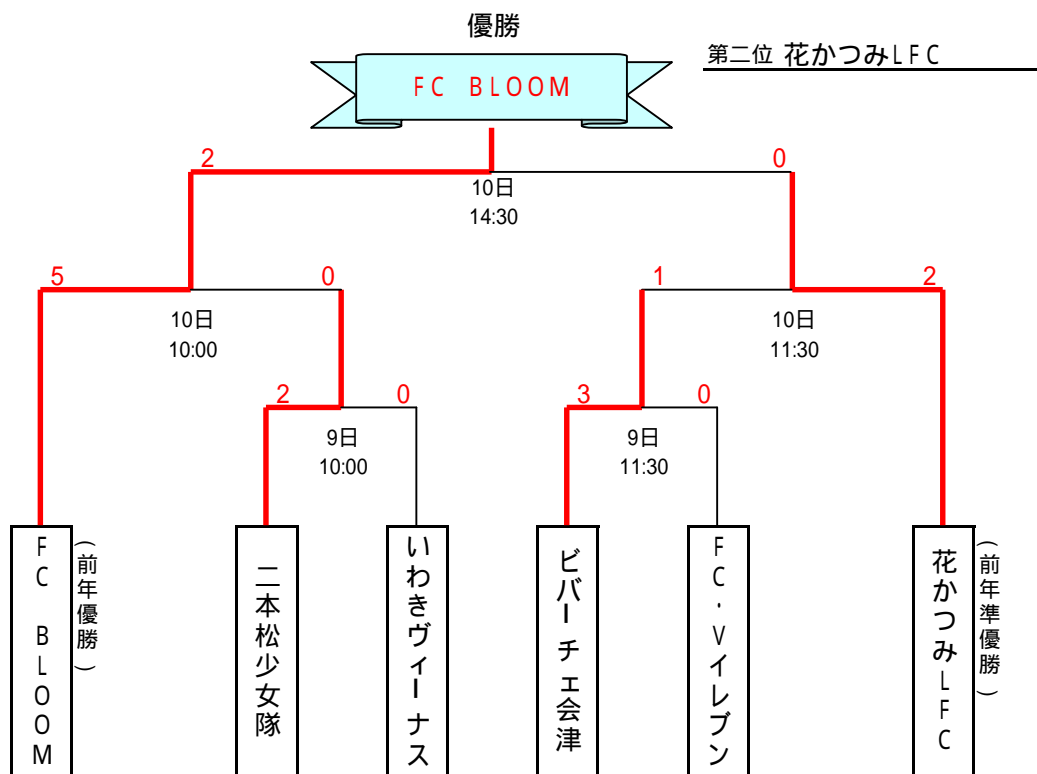 優勝
第二位 花かつみLFC
FC BLOOM
2
0
10日
14:30
5
0
1
2
10日
10:00
10日
11:30
2
0
3
0
9日
10:00
9日
11:30
FC BLOOM
(前年優勝)
二本松少女隊
いわきヴィーナス
ビバーチェ会津
FC・Vイレブン
花かつみLFC
(前年準優勝)